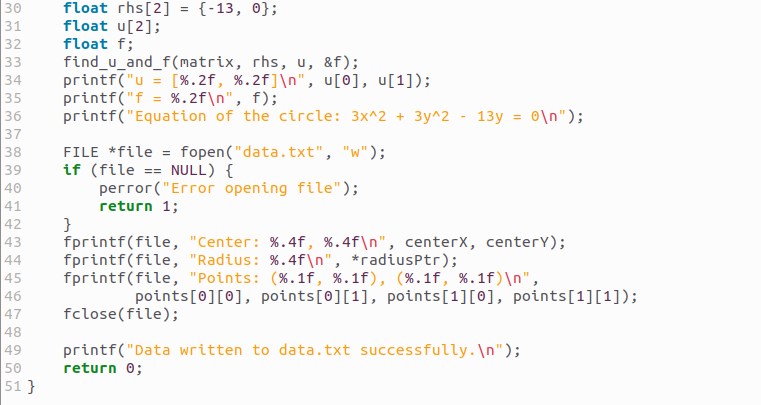 30 float rhs[2] = {-13, 0};
31 float u[2];
32 float f;
33 find_u_and_f(matrix, rhs, u, &f);
34 printf("u = [%.2f, %.2f]\n", u[0], u[1]);
35 printf("f = %.2f\n", f);
36 printf("Equation of the circle: 3x^2 + 3y^2 - 13y = 0\n");
37
38 FILE *file = fopen("data.txt", "w");
39 if (file == NULL) {
40 perror("Error opening file");
41 return 1;
42 }
43 fprintf(file, "Center: %.4f, %.4f\n", centerX, centerY);
44 fprintf(file, "Radius: %.4f\n", *radiusPtr);
45 fprintf(file, "Points: (%.1f, %.1f), (%.1f, %.1f)\n",
46 points[0][0], points[0][1], points[1][0], points[1][1]);
47 fclose(file);
48
49 printf("Data written to data.txt successfully.\n");
50 return 0;
51 }